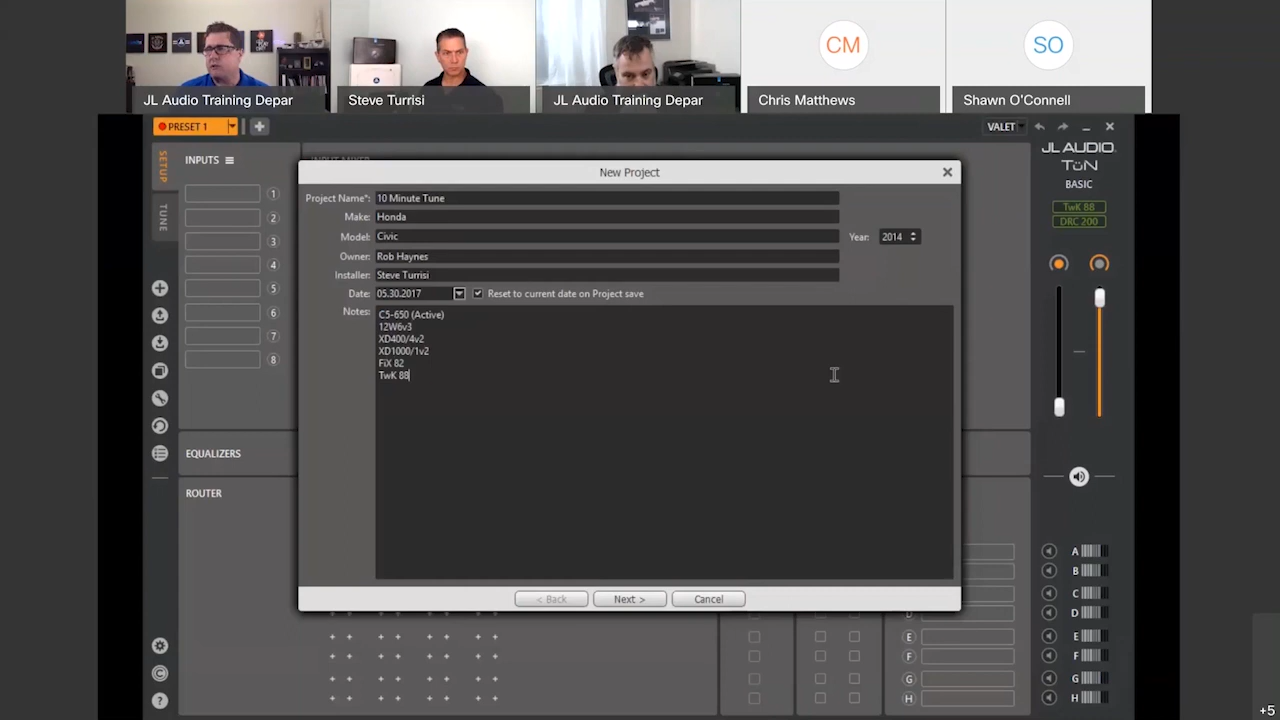 CM
SO
JL Audio Training Depar
Steve Turrisi
JL Audio Training Depar
Chris Matthews
Shawn O'Connell
PRESET 1
VALET
JL AUDIO
TüN
BASIC
TwK 88
DRC 200
SETUP
TUNE
INPUTS
1
2
3
4
5
6
7
8
EQUALIZERS
ROUTER
INPUT MIXER
New Project
Project Name*: 10 Minute Tune
Make: Honda
Model: Civic
Year: 2014
Owner: Rob Haynes
Installer: Steve Turrisi
Date: 05.30.2017
Reset to current date on Project save
Notes:
C5-650 (Active)
12W6v3
XD400/4v2
XD1000/1v2
FiX 82
TwK 88
< Back
Next >
Cancel
D
E
F
G
H
A
B
C
D
E
F
G
H
+5